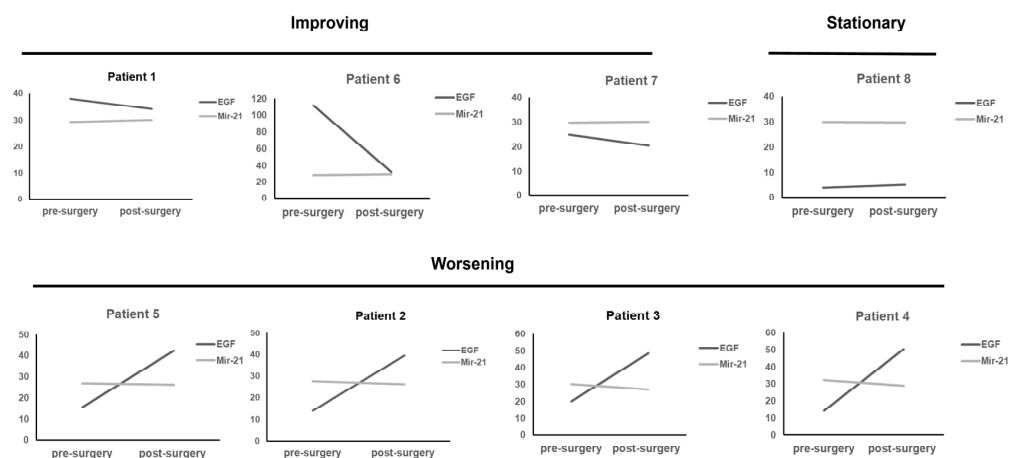 Improving
Stationary
Patient 1
40
30
20
10
0
pre-surgery post-surgery
EGF
Mir-21
Patient 6
120
100
80
60
40
20
0
pre-surgery post-surgery
EGF
Mir-21
Patient 7
40
30
20
10
0
pre-surgery post-surgery
EGF
Mir-21
Patient 8
40
30
20
10
0
pre-surgery post-surgery
EGF
Mir-21
Worsening
Patient 5
50
40
30
20
10
0
pre-surgery post-surgery
EGF
Mir-21
Patient 2
50
40
30
20
10
0
pre-surgery post-surgery
EGF
Mir-21
Patient 3
60
50
40
30
20
10
0
pre-surgery post-surgery
EGF
Mir-21
Patient 4
60
50
40
30
20
10
0
pre-surgery post-surgery
EGF
Mir-21